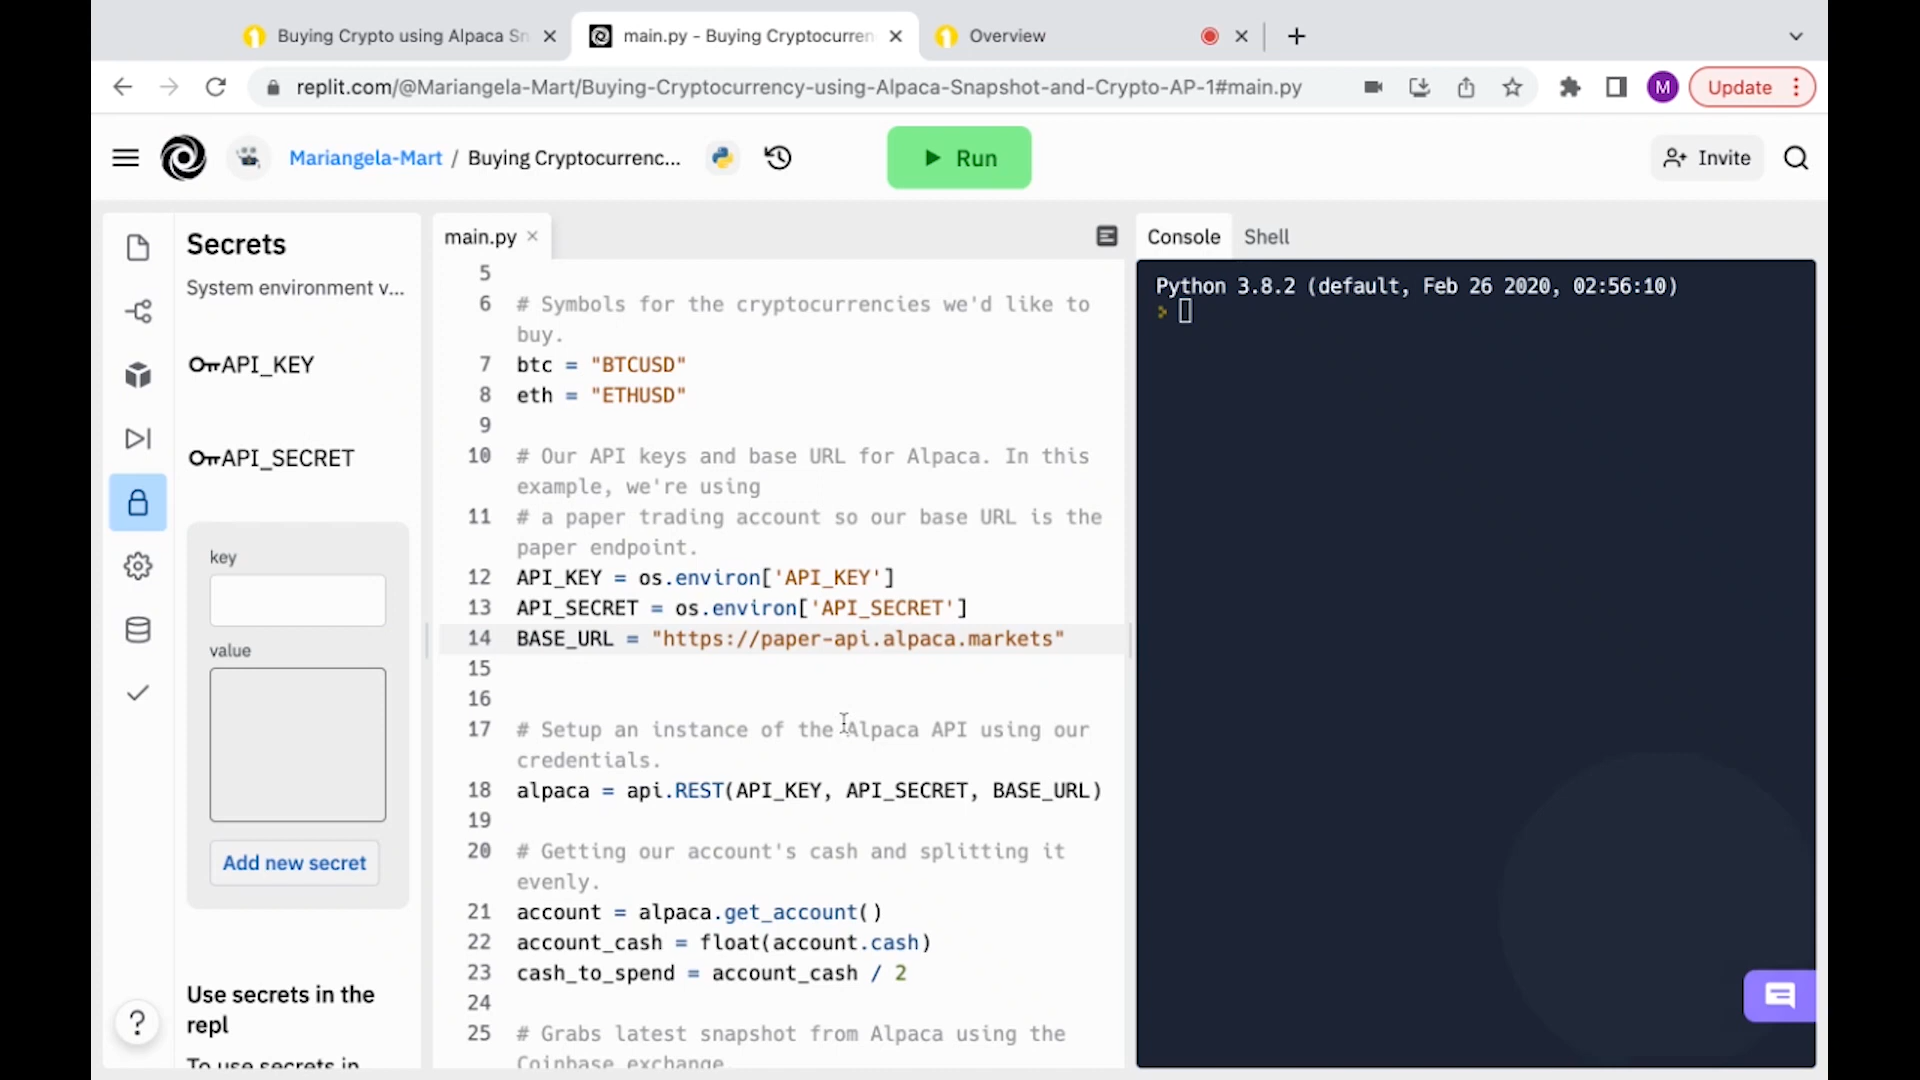 Buying Crypto using Alpaca Sn
main.py - Buying Cryptocurren
Overview
replit.com/@Mariangela-Mart/Buying-Cryptocurrency-using-Alpaca-Snapshot-and-Crypto-AP-1#main.py
M
Update
Mariangela-Mart / Buying Cryptocurrenc...
Run
Invite
Secrets
System environment v...
API_KEY
API_SECRET
key
value
Add new secret
Use secrets in the
repl
To use secrets in
main.py
5
6 # Symbols for the cryptocurrencies we'd like to
buy.
7 btc = "BTCUSD"
8 eth = "ETHUSD"
9
10 # Our API keys and base URL for Alpaca. In this
example, we're using
11 # a paper trading account so our base URL is the
paper endpoint.
12 API_KEY = os.environ['API_KEY']
13 API_SECRET = os.environ['API_SECRET']
14 BASE_URL = "https://paper-api.alpaca.markets"
15
16
17 # Setup an instance of the Alpaca API using our
credentials.
18 alpaca = api.REST(API_KEY, API_SECRET, BASE_URL)
19
20 # Getting our account's cash and splitting it
evenly.
21 account = alpaca.get_account()
22 account_cash = float(account.cash)
23 cash_to_spend = account_cash / 2
24
25 # Grabs latest snapshot from Alpaca using the
Coinbase exchange.
Console
Shell
Python 3.8.2 (default, Feb 26 2020, 02:56:10)
?